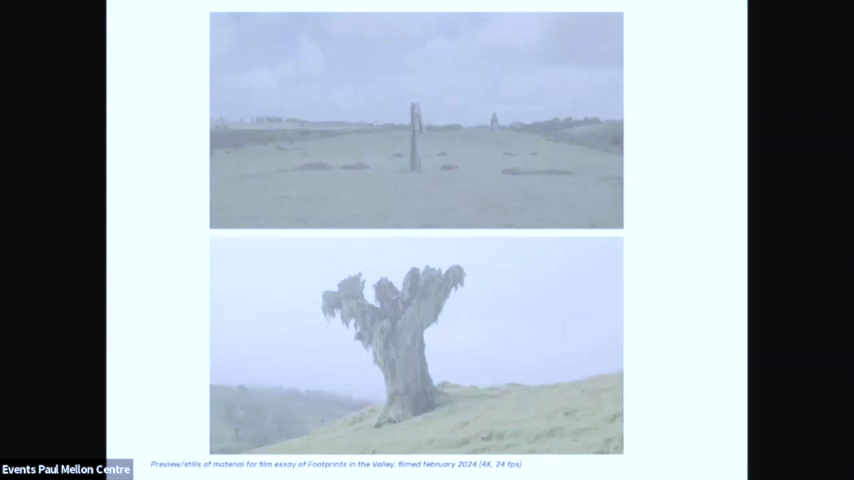 Preview/stills of material for film essay of Footprints in the Valley, filmed february 2024 (4K, 24 fps)
Events Paul Mellon Centre